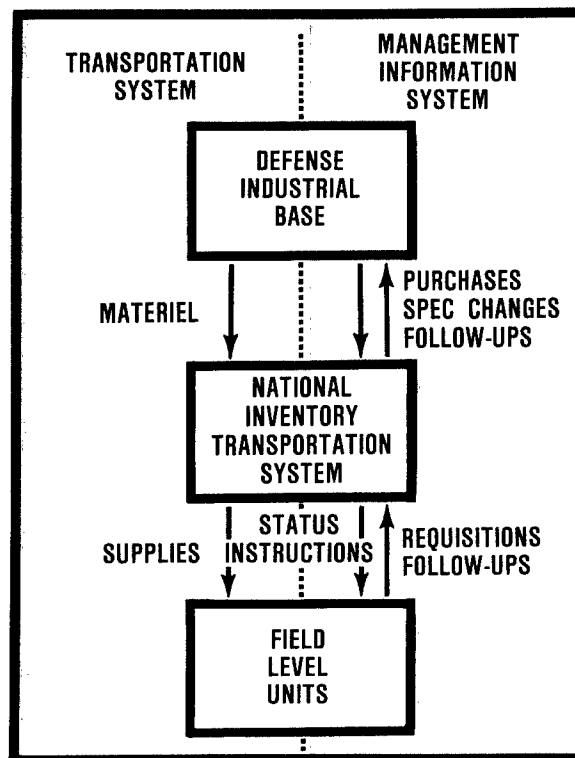 TRANSPORTATION
SYSTEM
MANAGEMENT
INFORMATION
SYSTEM
DEFENSE
INDUSTRIAL
BASE
MATERIEL
PURCHASES
SPEC CHANGES
FOLLOW-UPS
NATIONAL
INVENTORY
TRANSPORTATION
SYSTEM
SUPPLIES
STATUS
INSTRUCTIONS
REQUISITIONS
FOLLOW-UPS
FIELD
LEVEL
UNITS